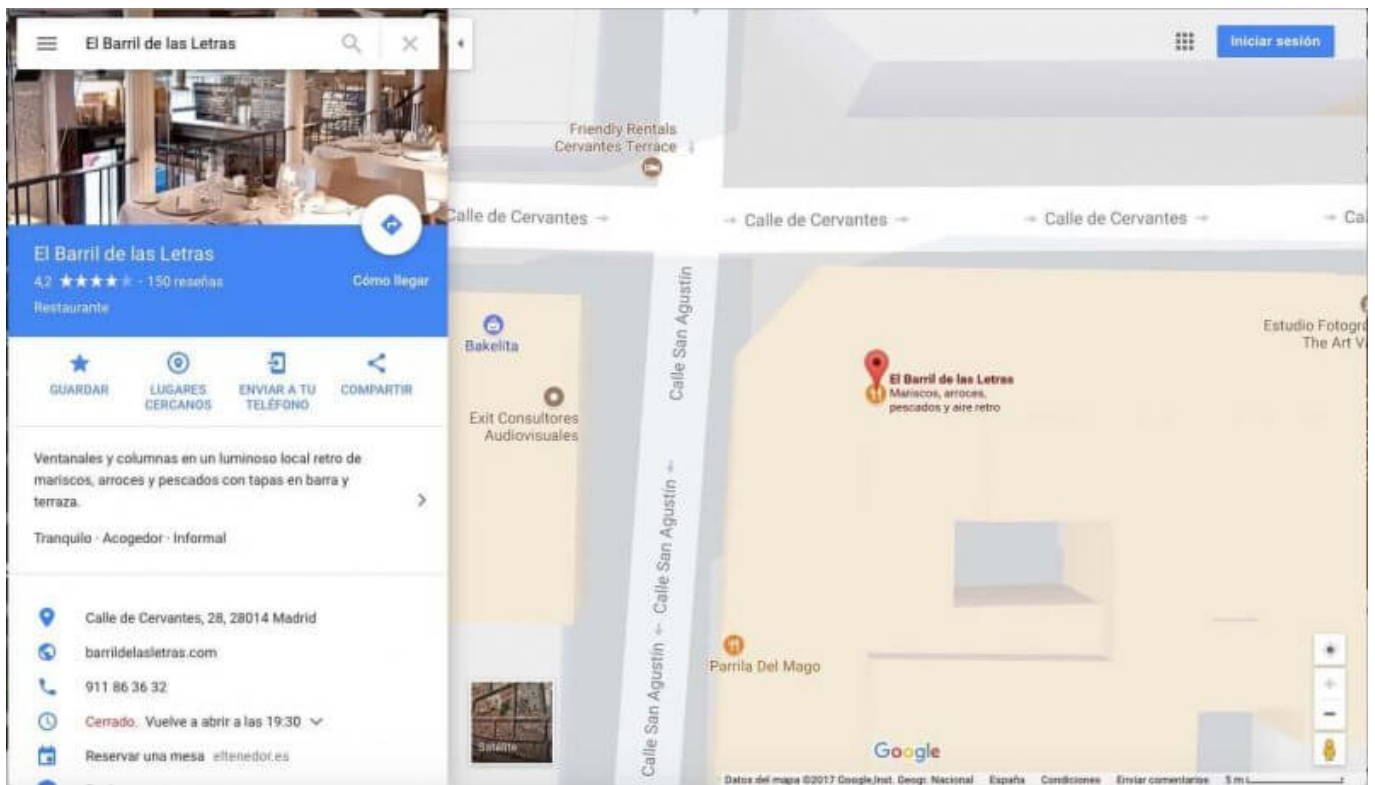 El Barril de las Letras
Iniciar sesión
El Barril de las Letras
4,2 ★★★★★ - 150 reseñas
Cómo llegar
Restaurante
GUARDAR
LUGARES
CERCANOS
ENVIAR A TU
TELÉFONO
COMPARTIR
Ventanales y columnas en un luminoso local retro de
mariscos, arroces y pescados con tapas en barra y
terraza.
Tranquilo · Acogedor · Informal
Calle de Cervantes, 28, 28014 Madrid
barrildelasletras.com
911 86 36 32
Cerrado. Vuelve a abrir a las 19:30
Reservar una mesa eltenedor.es
Friendly Rentals
Cervantes Terrace
Calle de Cervantes →
→ Calle de Cervantes →
→ Calle de Cervantes →
→ Cal
Calle San Agustín
Calle San Agustín
Calle San Agustín
Bakelita
Exit Consultores
Audiovisuales
El Barril de las Letras
Mariscos, arroces,
pescados y aire retro
Estudio Fotogr
The Art V
Parrila Del Mago
Satélite
Google
Datos del mapa ©2017 Google,Inst. Geogr. Nacional España Condiciones Enviar comentarios 5 m